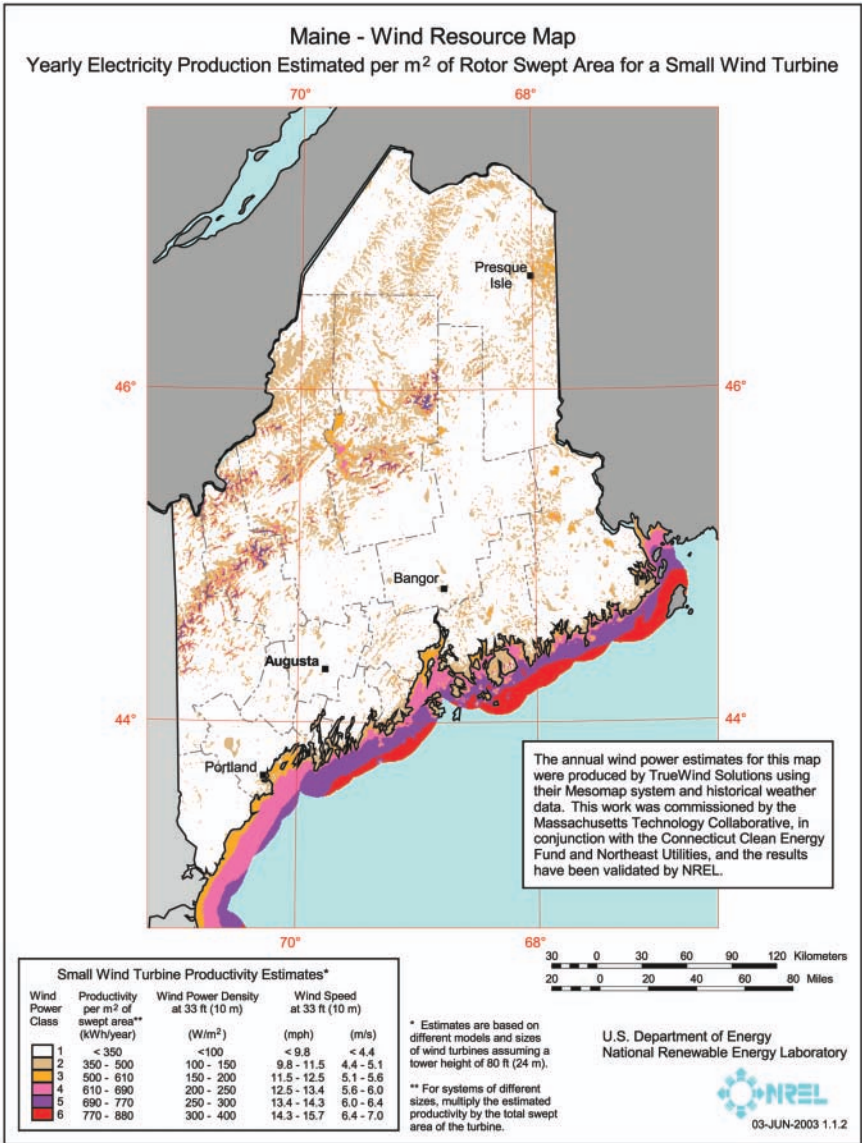 Maine - Wind Resource Map
Yearly Electricity Production Estimated per m² of Rotor Swept Area for a Small Wind Turbine
70° 68°
Presque
Isle
46° 46°
Bangor
Augusta
44° 44°
Portland
The annual wind power estimates for this map
were produced by TrueWind Solutions using
their Mesomap system and historical weather
data. This work was commissioned by the
Massachusetts Technology Collaborative, in
conjunction with the Connecticut Clean Energy
Fund and Northeast Utilities, and the results
have been validated by NREL.
70° 68°
30 0 30 60 90 120 Kilometers
20 0 20 40 60 80 Miles
Small Wind Turbine Productivity Estimates*
Wind Productivity Wind Power Density Wind Speed
Power per m² of at 33 ft (10 m) at 33 ft (10 m)
Class swept area**
(kWh/year) (W/m²) (mph) (m/s)
1 < 350 <100 < 9.8 < 4.4
2 350 - 500 100 - 150 9.8 - 11.5 4.4 - 5.1
3 500 - 610 150 - 200 11.5 - 12.5 5.1 - 5.6
4 610 - 690 200 - 250 12.5 - 13.4 5.6 - 6.0
5 690 - 770 250 - 300 13.4 - 14.3 6.0 - 6.4
6 770 - 880 300 - 400 14.3 - 15.7 6.4 - 7.0
* Estimates are based on
different models and sizes
of wind turbines assuming a
tower height of 80 ft (24 m).
** For systems of different
sizes, multiply the estimated
productivity by the total swept
area of the turbine.
U.S. Department of Energy
National Renewable Energy Laboratory
NREL
03-JUN-2003 1.1.2